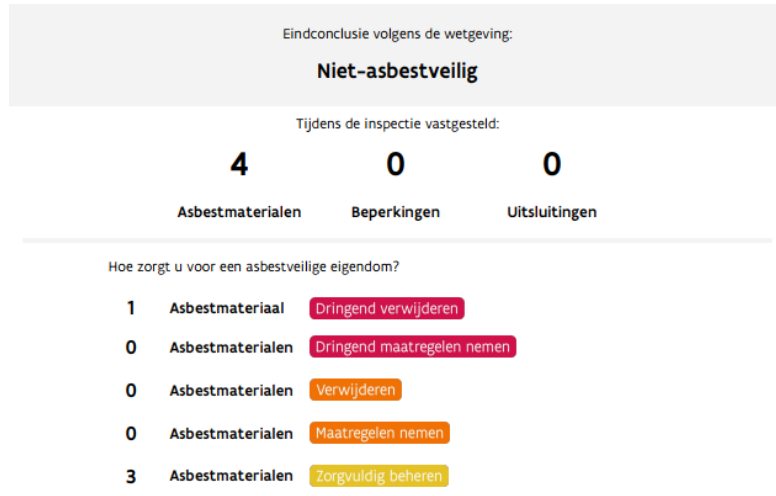 Eindconclusie volgens de wetgeving:
Niet-asbestveilig
Tijdens de inspectie vastgesteld:
4 0 0
Asbestmaterialen Beperkingen Uitsluitingen
Hoe zorgt u voor een asbestveilige eigendom?
1 Asbestmateriaal Dringend verwijderen
0 Asbestmaterialen Dringend maatregelen nemen
0 Asbestmaterialen Verwijderen
0 Asbestmaterialen Maatregelen nemen
3 Asbestmaterialen Zorgvuldig beheren